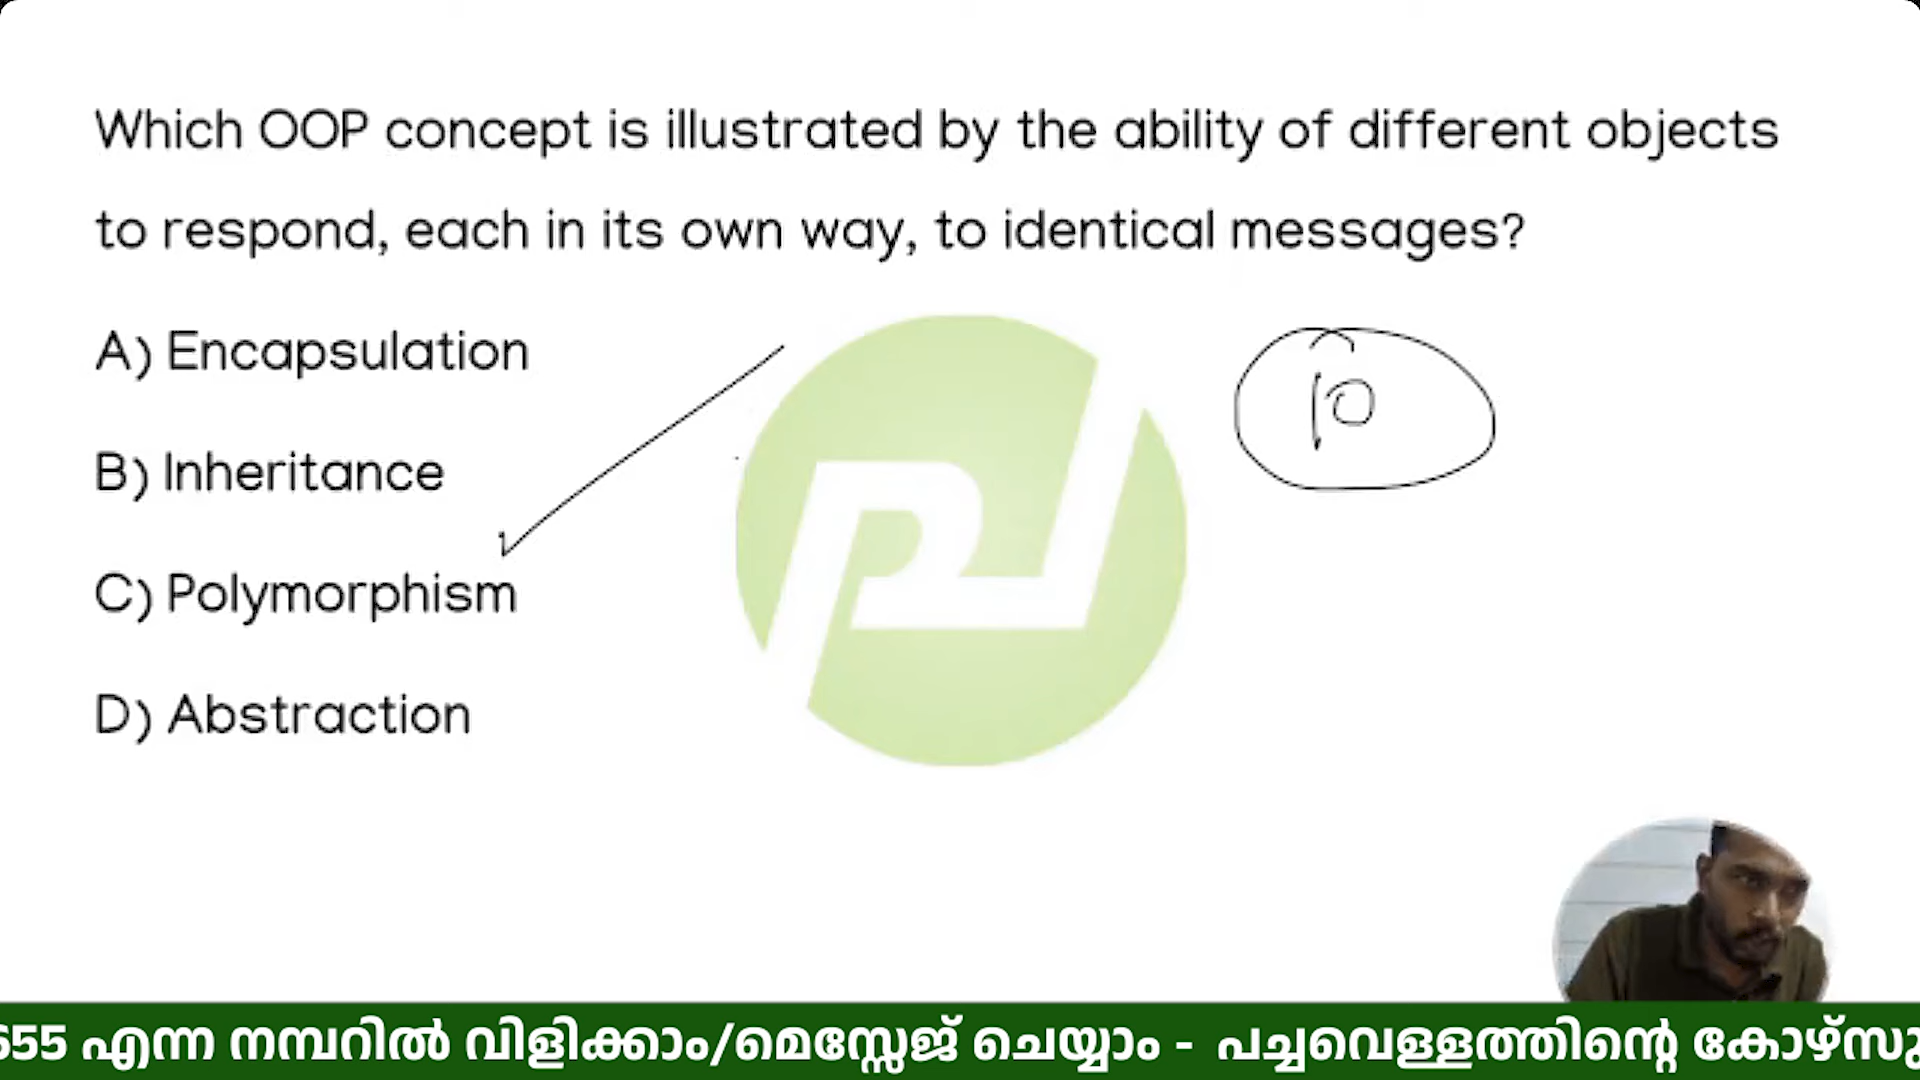 Which OOP concept is illustrated by the ability of different objects
to respond, each in its own way, to identical messages?
A) Encapsulation
B) Inheritance
C) Polymorphism
D) Abstraction
10
655 എന്ന നമ്പറിൽ വിളിക്കാം/മെസ്സേജ് ചെയ്യാം - പച്ചവെള്ളത്തിന്റെ